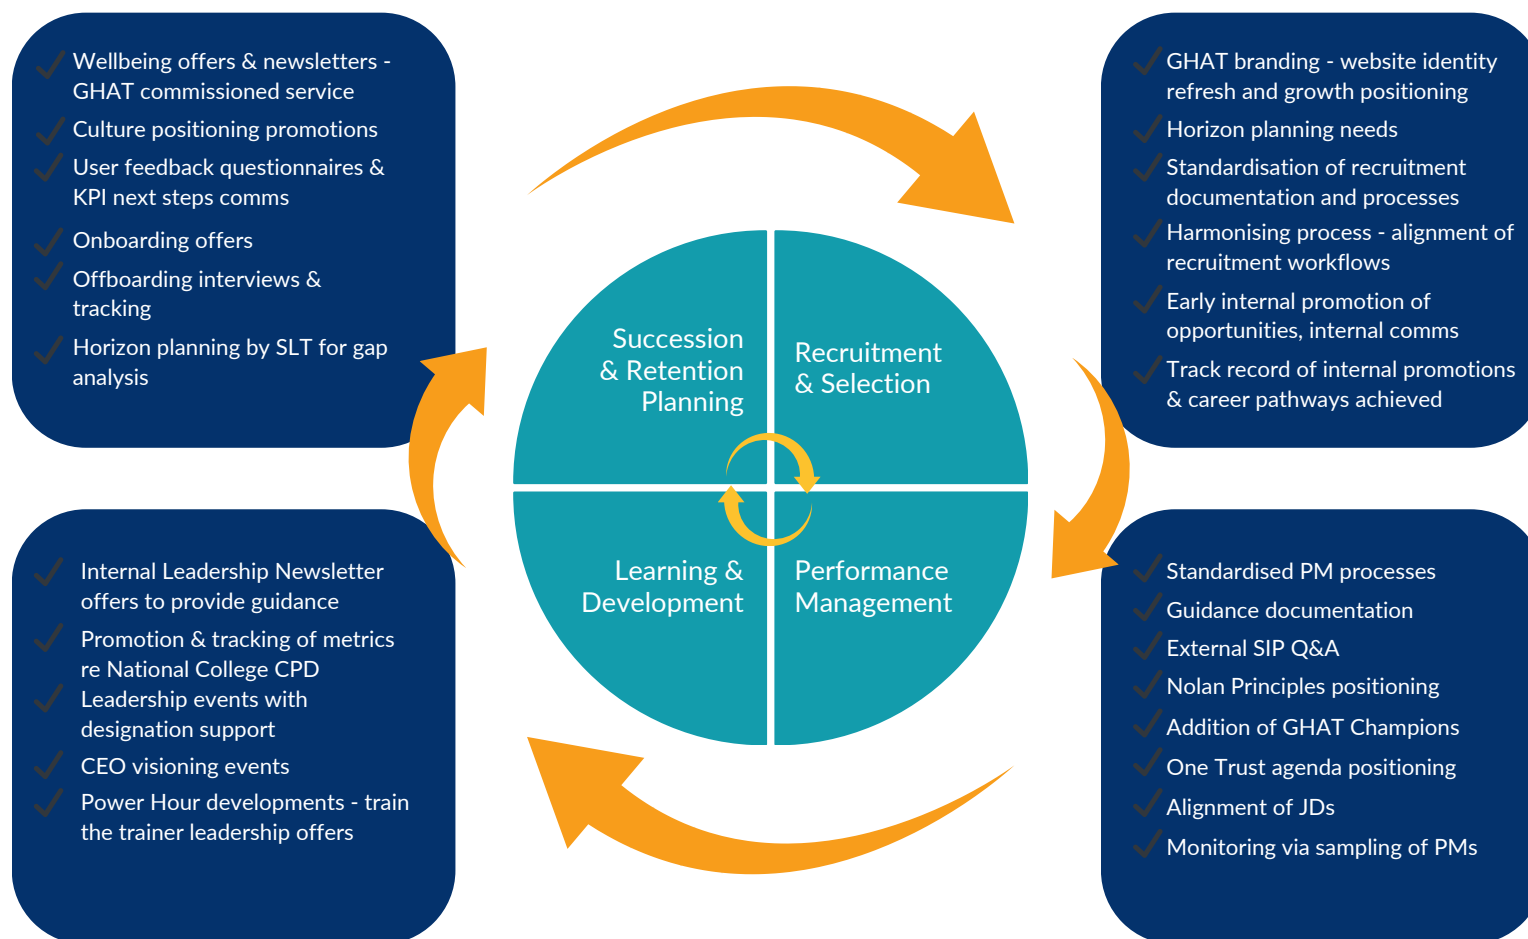 Wellbeing offers & newsletters -
GHAT commissioned service
Culture positioning promotions
User feedback questionnaires &
KPI next steps comms
Onboarding offers
Offboarding interviews &
tracking
Horizon planning by SLT for gap
analysis
GHAT branding - website identity
refresh and growth positioning
Horizon planning needs
Standardisation of recruitment
documentation and processes
Harmonising process - alignment of
recruitment workflows
Early internal promotion of
opportunities, internal comms
Track record of internal promotions
& career pathways achieved
Succession
& Retention
Planning
Recruitment
& Selection
Learning &
Development
Performance
Management
Internal Leadership Newsletter
offers to provide guidance
Promotion & tracking of metrics
re National College CPD
Leadership events with
designation support
CEO visioning events
Power Hour developments - train
the trainer leadership offers
Standardised PM processes
Guidance documentation
External SIP Q&A
Nolan Principles positioning
Addition of GHAT Champions
One Trust agenda positioning
Alignment of JDs
Monitoring via sampling of PMs